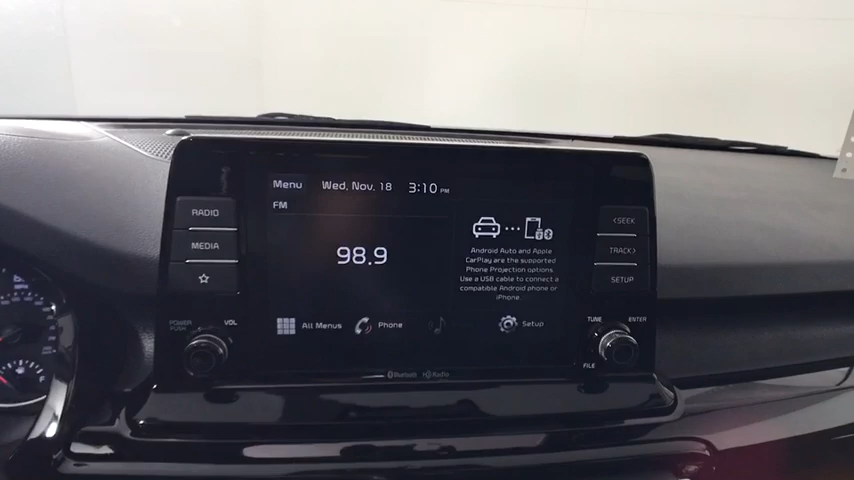 Menu Wed, Nov. 18 3:10 PM
FM
RADIO
MEDIA
98.9
Android Auto and Apple
CarPlay are the supported
Phone Projection options.
Use a USB cable to connect a
compatible Android phone or
iPhone.
<SEEK
TRACK>
SETUP
All Menus Phone Setup
POWER
PUSH
VOL
TUNE
ENTER
FILE
Bluetooth HD Radio